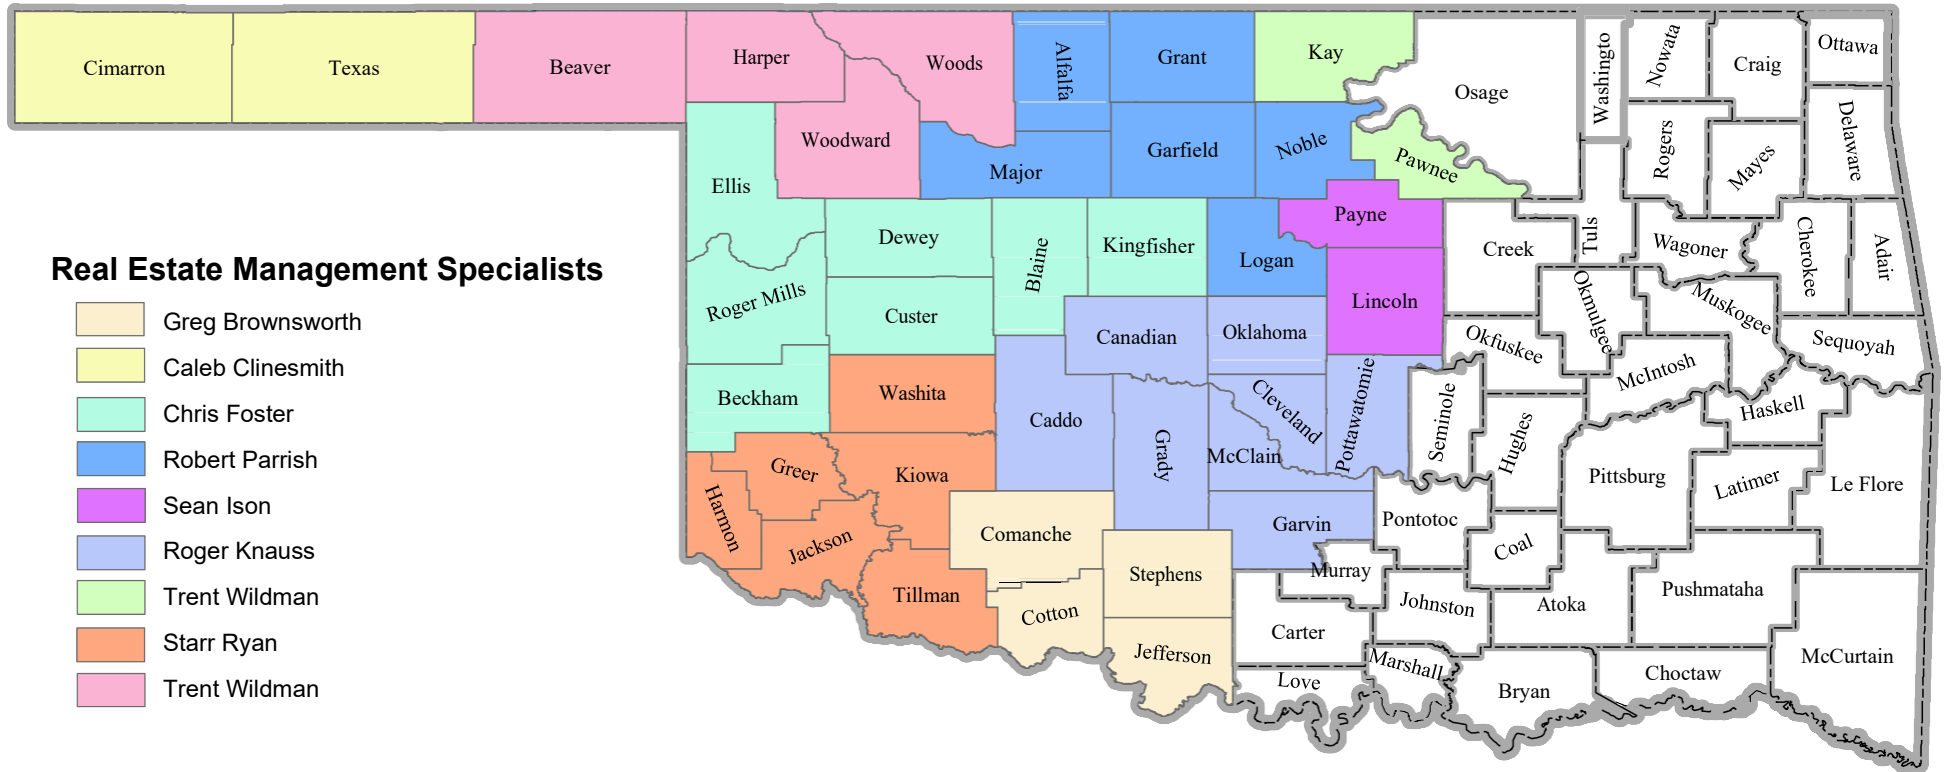 Cimarron
Texas
Beaver
Harper
Woods
Alfalfa
Grant
Kay
Osage
Washingto
Nowata
Craig
Ottawa
Woodward
Major
Garfield
Noble
Pawnee
Rogers
Mayes
Delaware
Ellis
Dewey
Blaine
Kingfisher
Logan
Payne
Creek
Tuls
Wagoner
Cherokee
Adair
Real Estate Management Specialists
Greg Brownsworth
Caleb Clinesmith
Chris Foster
Robert Parrish
Sean Ison
Roger Knauss
Trent Wildman
Starr Ryan
Trent Wildman
Roger Mills
Custer
Canadian
Oklahoma
Lincoln
Okfuskee
Okmulgee
Muskogee
McIntosh
Sequoyah
Beckham
Washita
Caddo
Grady
McClain
Cleveland
Pottawatomie
Seminole
Hughes
Haskell
Harmon
Greer
Kiowa
Pittsburg
Latimer
Le Flore
Jackson
Comanche
Garvin
Pontotoc
Coal
Tillman
Cotton
Stephens
Murray
Johnston
Atoka
Pushmataha
Jefferson
Carter
Love
Marshall
Bryan
Choctaw
McCurtain